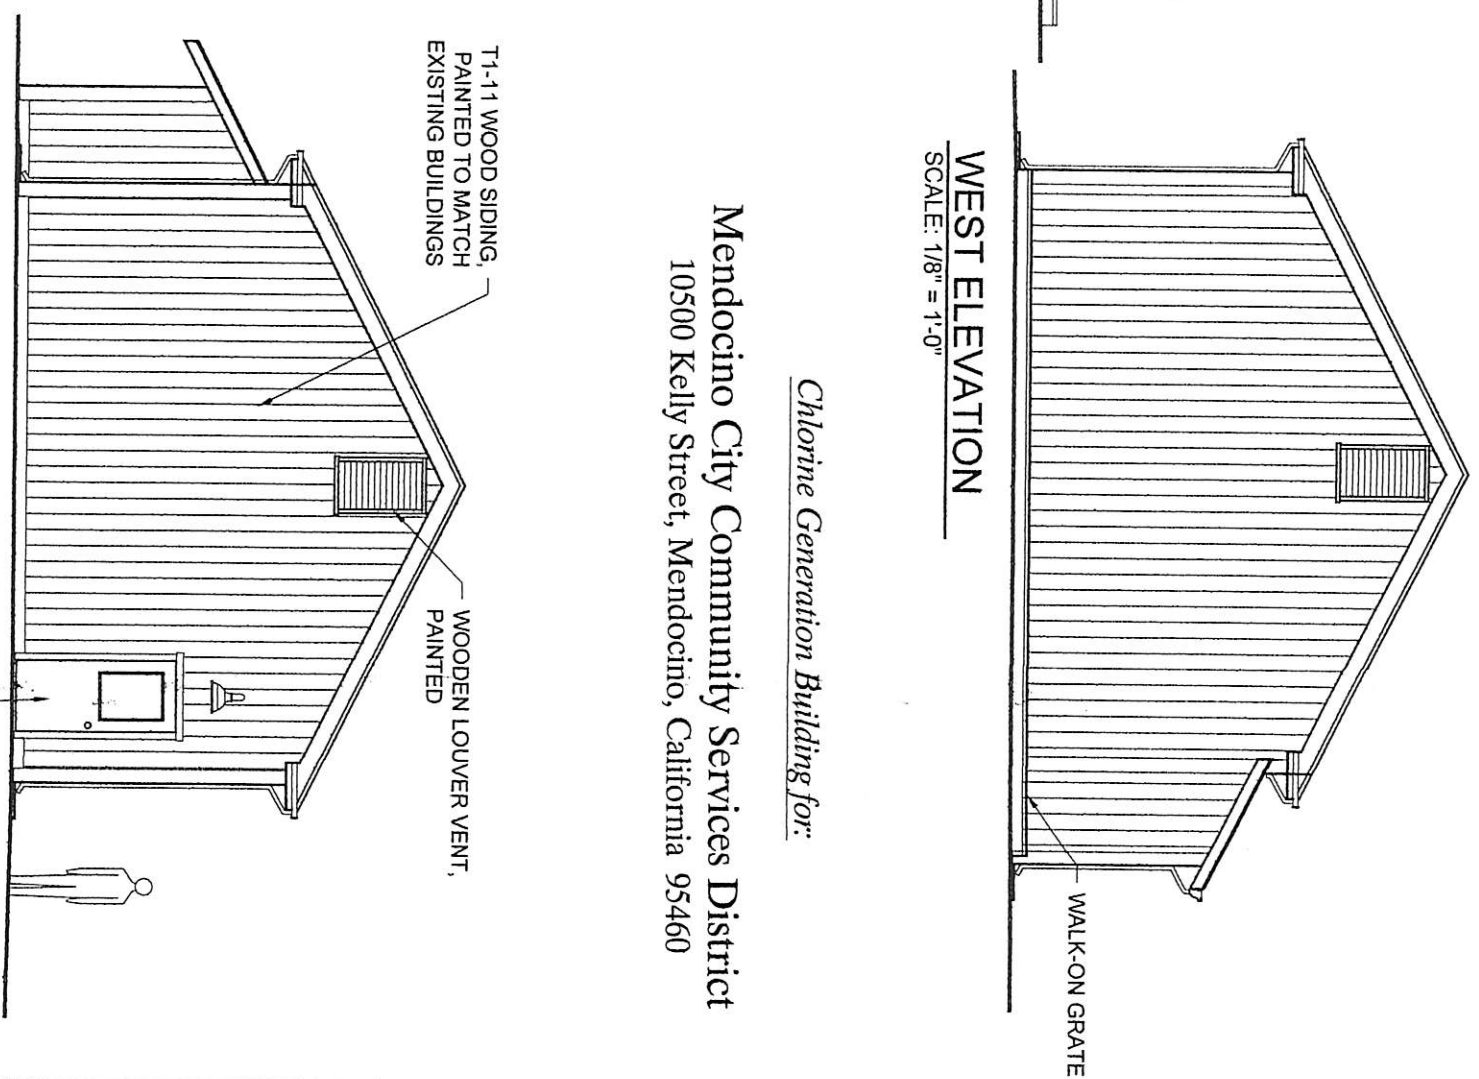 WALK-ON GRATE
WEST ELEVATION
SCALE: 1/8" = 1'-0"
Chlorine Generation Building for:
Mendocino City Community Services District
10500 Kelly Street, Mendocino, California 95460
T1-11 WOOD SIDING,
PAINTED TO MATCH
EXISTING BUILDINGS
WOODEN LOUVER VENT,
PAINTED